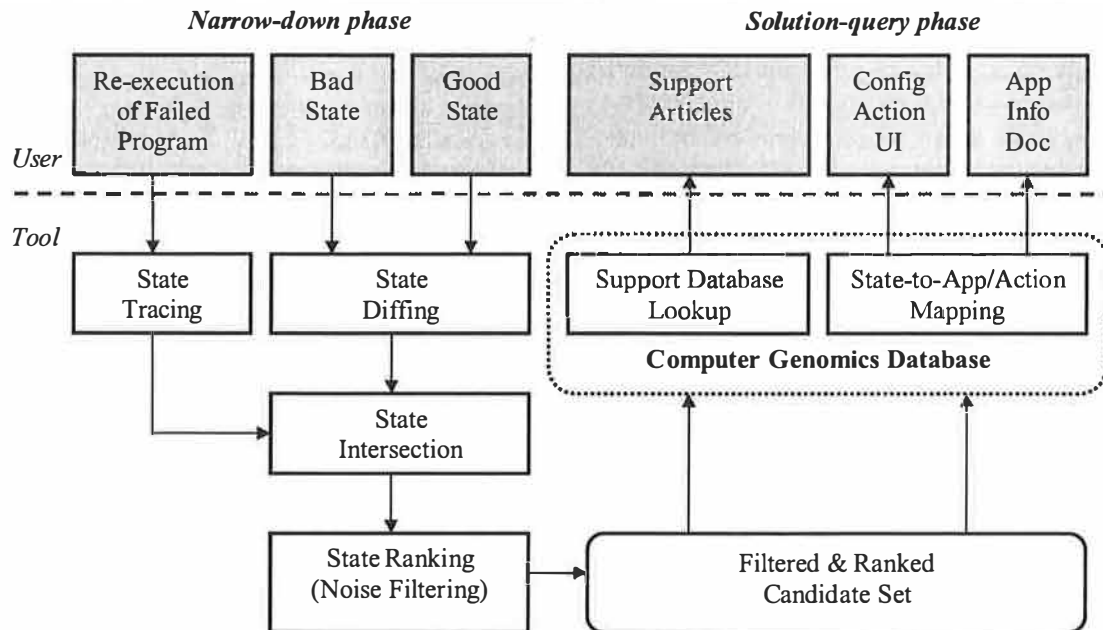 Narrow-down phase
Solution-query phase
Re-execution
of Failed
Program
Bad
State
Good
State
Support
Articles
Config
Action
UI
App
Info
Doc
User
Tool
State
Tracing
State
Diffing
Support Database
Lookup
State-to-App/Action
Mapping
Computer Genomics Database
State
Intersection
State Ranking
(Noise Filtering)
Filtered & Ranked
Candidate Set